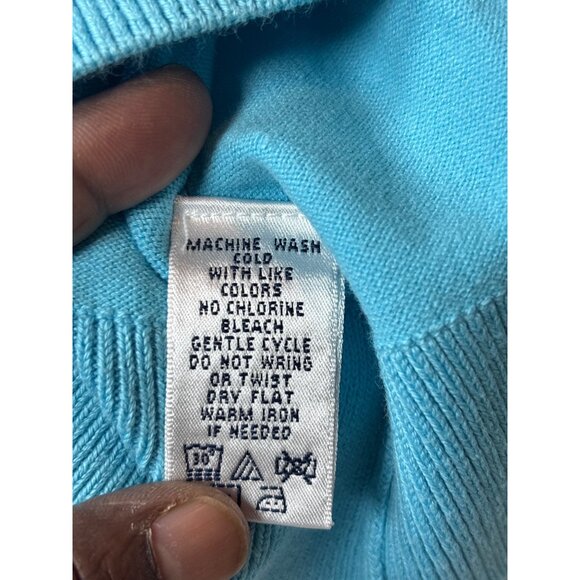 MACHINE WASH
COLD
WITH LIKE
COLORS
NO CHLORINE
BLEACH
GENTLE CYCLE
DO NOT WRING
OR TWIST
DRY FLAT
WARM IRON
IF NEEDED
30°